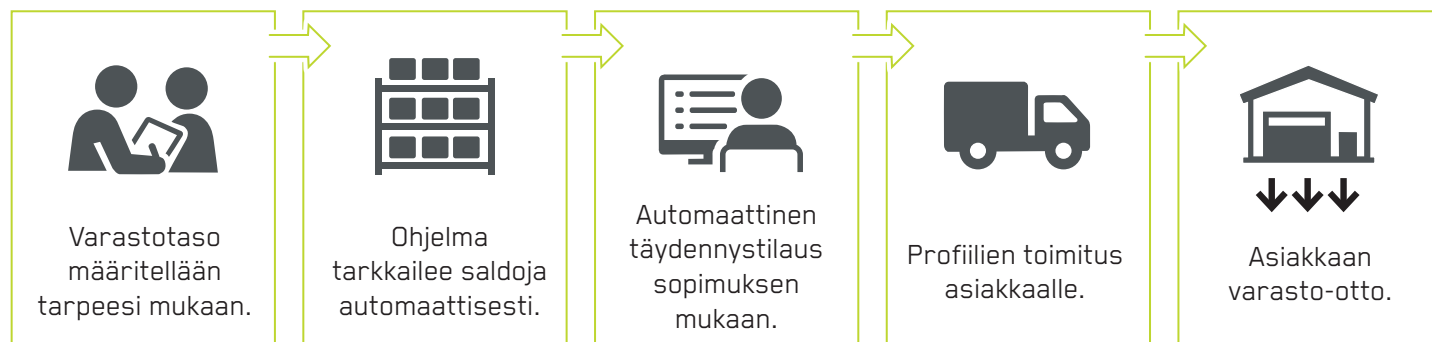 Varastotaso
määritellään
tarpeesi mukaan.
Ohjelma
tarkkailee saldoja
automaattisesti.
Automaattinen
täydennystilaus
sopimuksen
mukaan.
Profiilien toimitus
asiakkaalle.
Asiakkaan
varasto-otto.